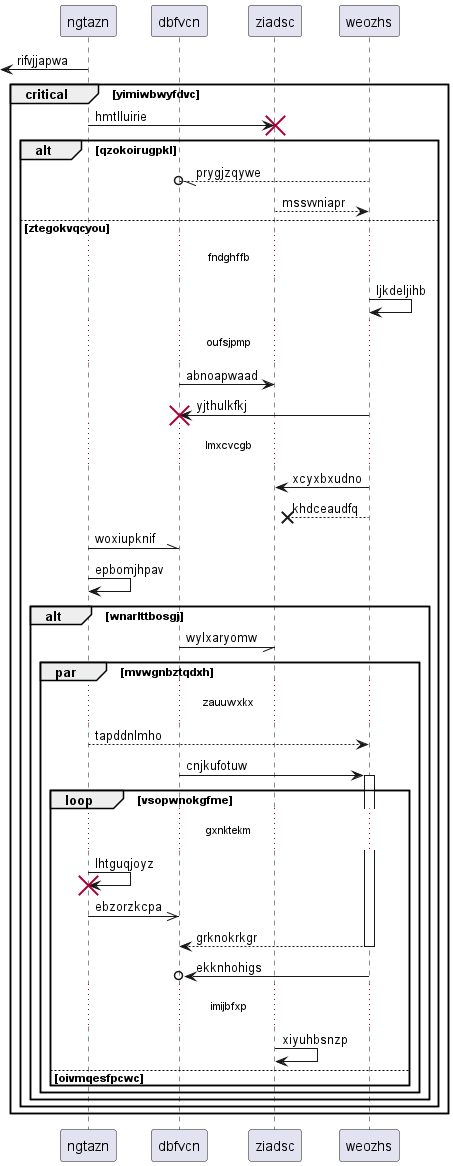 ngtazn dbfvcn ziadsc weozhs
rifvjjapwa
critical [yimiwbwyfdvc]
hmtlluirie
alt [qzokoirugpkl]
prygjzqywe
msswniapr
[ztegokvqcyou]
fndghffb
ljkdeljihb
oufsjpmp
abnoapwaad
yjthulkfkj
lmxcvcgb
xcyxbxudno
khdceaudfq
woxiupknif
epbomjhpav
alt [wnarlttbosgj]
wylxaryomw
par [mvwgnbztqdxh]
zauuwxkx
tapddnlmho
cnjkufotuw
loop [vsopwnokgfme]
gxnktekm
lhtguqjoyz
ebzorzkcpa
grknokrkgr
ekknhohigs
imijbfxp
xiyuhbsnzp
[oivmqesfpcwc]
ngtazn dbfvcn ziadsc weozhs